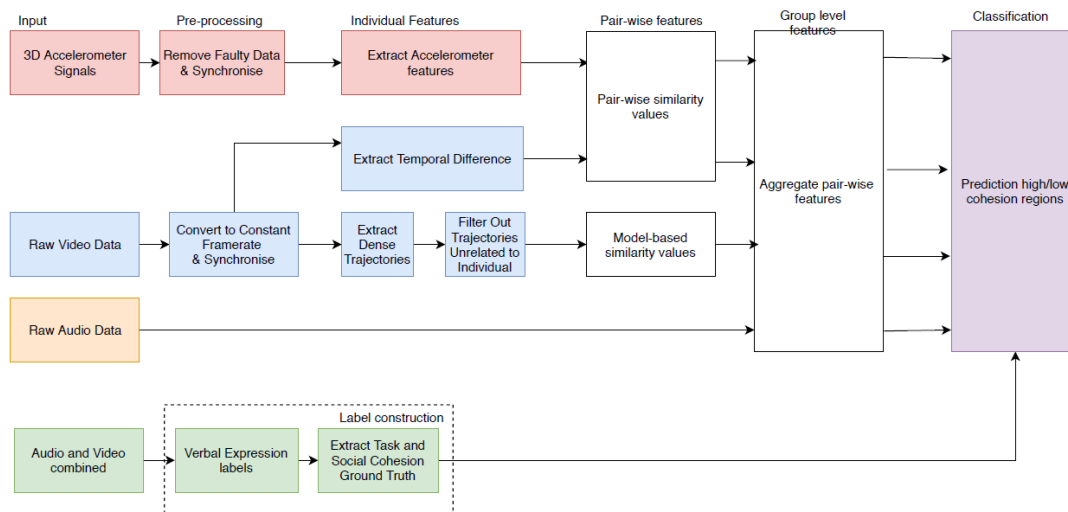 Input
Pre-processing
Individual Features
Pair-wise features
Group level
features
Classification
3D Accelerometer
Signals
Remove Faulty Data
& Synchronise
Extract Accelerometer
features
Pair-wise similarity
values
Extract Temporal Difference
Aggregate pair-wise
features
Prediction high/low
cohesion regions
Raw Video Data
Convert to Constant
Framerate
& Synchronise
Extract
Dense
Trajectories
Filter Out
Trajectories
Unrelated to
Individual
Model-based
similarity values
Raw Audio Data
Label construction
Audio and Video
combined
Verbal Expression
labels
Extract Task and
Social Cohesion
Ground Truth